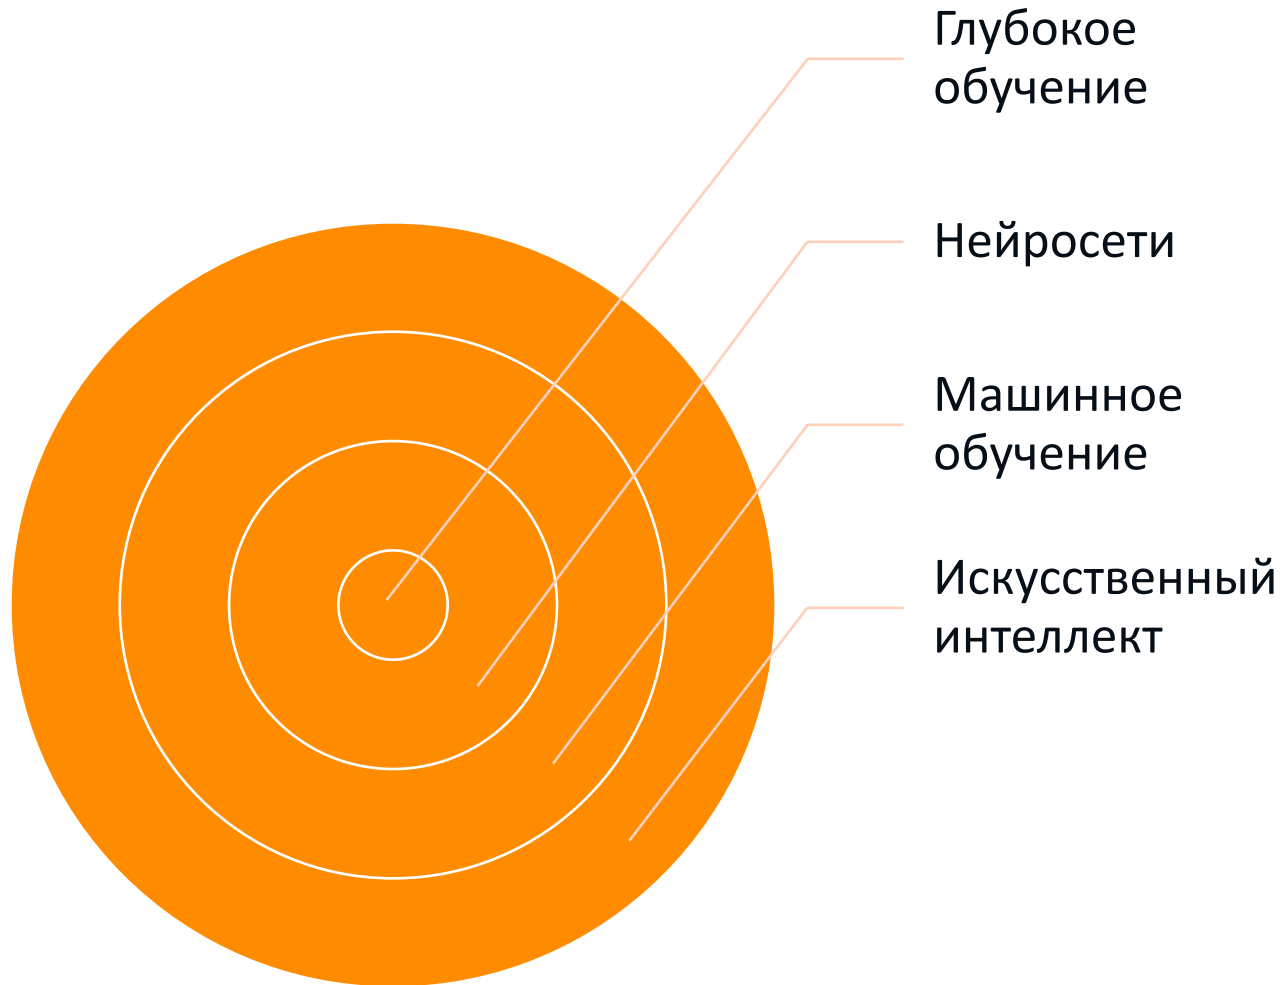 Глубокое
обучение
Нейросети
Машинное
обучение
Искусственный
интеллект